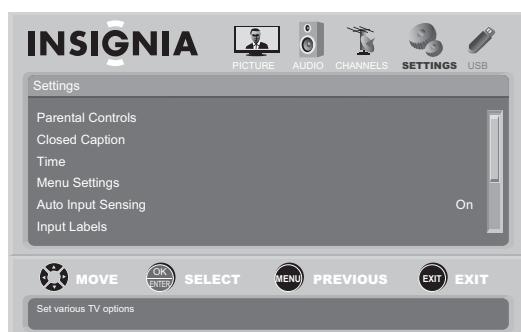 INSIGNIA
PICTURE AUDIO CHANNELS SETTINGS USB
Settings
Parental Controls
Closed Caption
Time
Menu Settings
Auto Input Sensing On
Input Labels
MOVE OK ENTER SELECT MENU PREVIOUS EXIT EXIT
Set various TV options